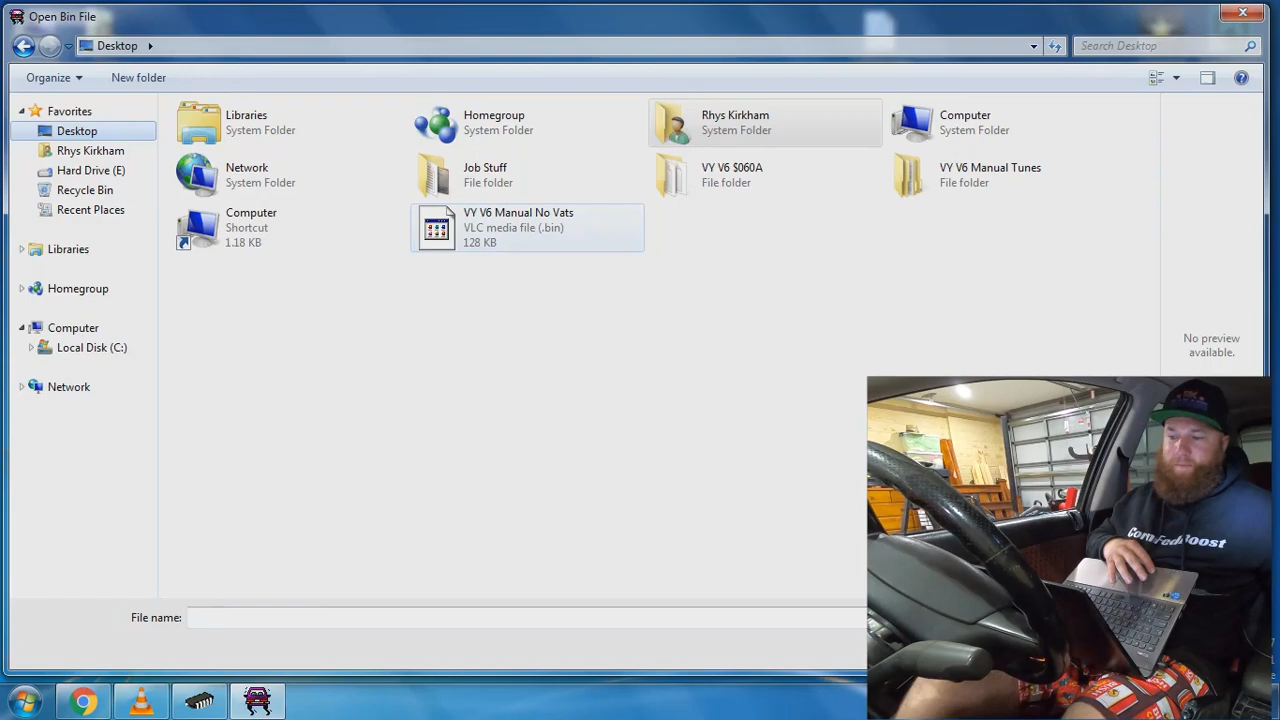 Open Bin File
Desktop
Search Desktop
Organize
New folder
Favorites
Desktop
Rhys Kirkham
Hard Drive (E)
Recycle Bin
Recent Places
Libraries
Homegroup
Computer
Local Disk (C:)
Network
Libraries
System Folder
Homegroup
System Folder
Rhys Kirkham
System Folder
Computer
System Folder
Network
System Folder
Job Stuff
File folder
VY V6 $060A
File folder
VY V6 Manual Tunes
File folder
Computer
Shortcut
1.18 KB
VY V6 Manual No Vats
VLC media file (.bin)
128 KB
No preview
available.
File name: